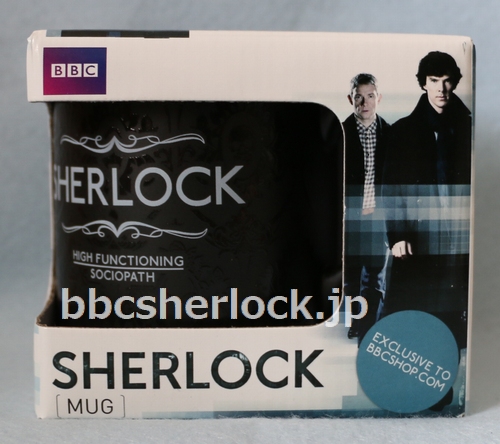 BBC
SHERLOCK
HIGH FUNCTIONING
SOCIOPATH
bbcsherlock.jp
EXCLUSIVE TO
BBCSHOP.COM
SHERLOCK
[MUG]